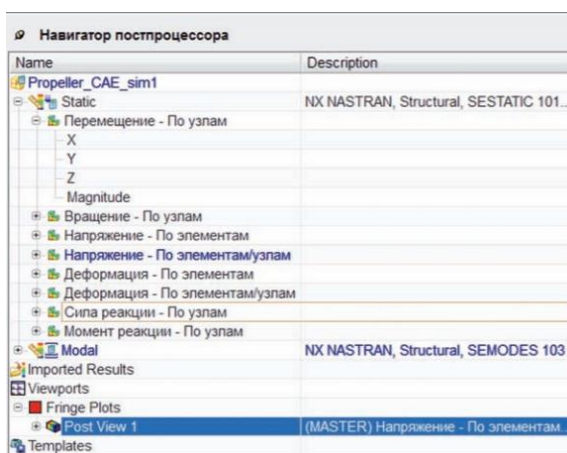 Навигатор постпроцессора
Name Description
Propeller_CAE_sim1
Static NX NASTRAN, Structural, SESTATIC 101...
Перемещение - По узлам
X
Y
Z
Magnitude
Вращение - По узлам
Напряжение - По элементам
Напряжение - По элементам/узлам
Деформация - По элементам
Деформация - По элементам/узлам
Сила реакции - По узлам
Момент реакции - По узлам
Modal NX NASTRAN, Structural, SEMODES 103
Imported Results
Viewports
Fringe Plots
Post View 1 (MASTER) Напряжение - По элементам...
Templates